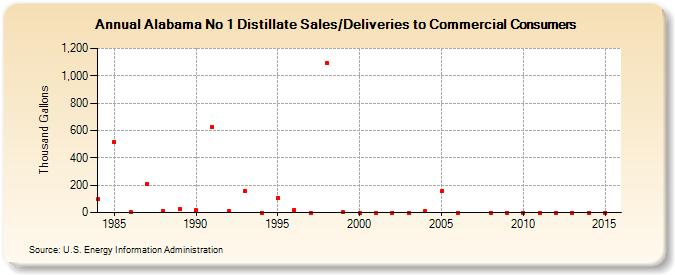 Annual Alabama No 1 Distillate Sales/Deliveries to Commercial Consumers
Thousand Gallons
1,200
1,000
800
600
400
200
0
1985 1990 1995 2000 2005 2010 2015
Source: U.S. Energy Information Administration